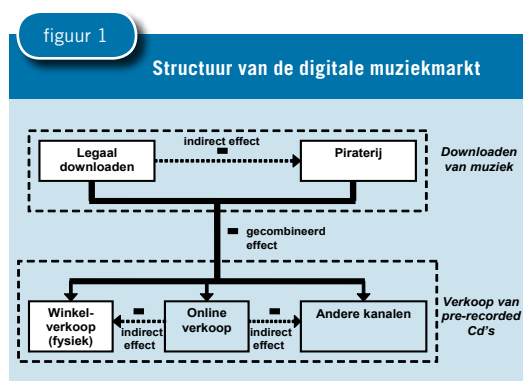 figuur 1
Structuur van de digitale muziekmarkt
indirect effect
Legaal
downloaden
Piraterij
Downloaden
van muziek
gecombineerd
effect
Winkel-
verkoop
(fysiek)
indirect
effect
Online
verkoop
indirect
effect
Andere kanalen
Verkoop van
pre-recorded
Cd's